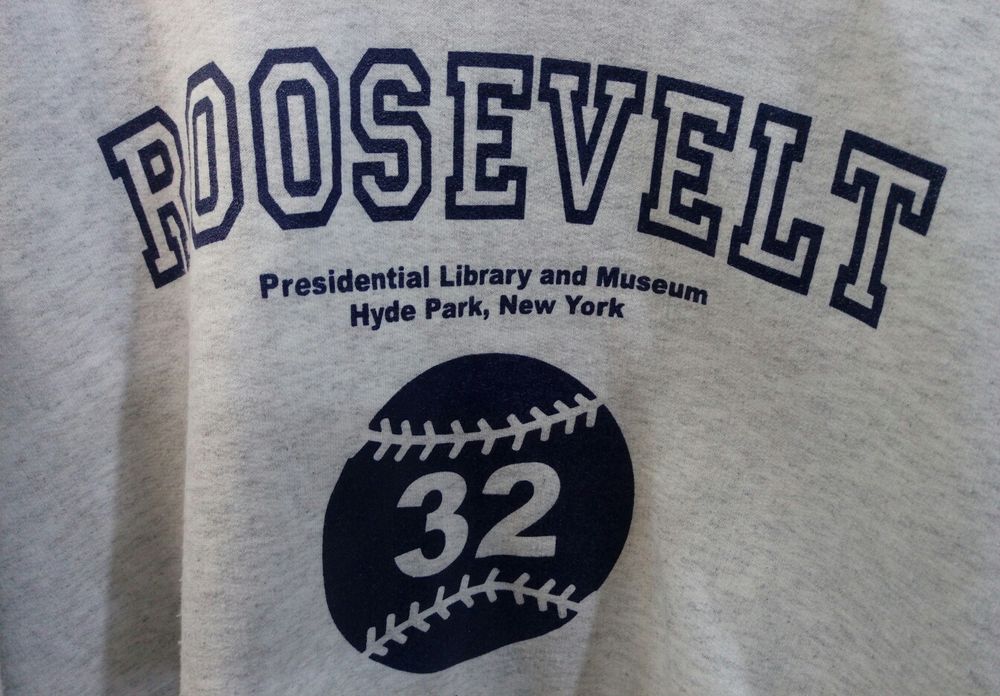 ROOSEVELT
Presidential Library and Museum
Hyde Park, New York
32